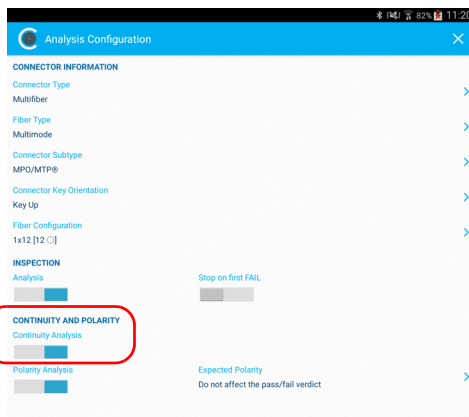 82% 11:20
Analysis Configuration
CONNECTOR INFORMATION
Connector Type
Multifiber
Fiber Type
Multimode
Connector Subtype
MPO/MTP®
Connector Key Orientation
Key Up
Fiber Configuration
1x12 [12 ○]
INSPECTION
Analysis Stop on first FAIL
CONTINUITY AND POLARITY
Continuity Analysis
Polarity Analysis Expected Polarity
Do not affect the pass/fail verdict